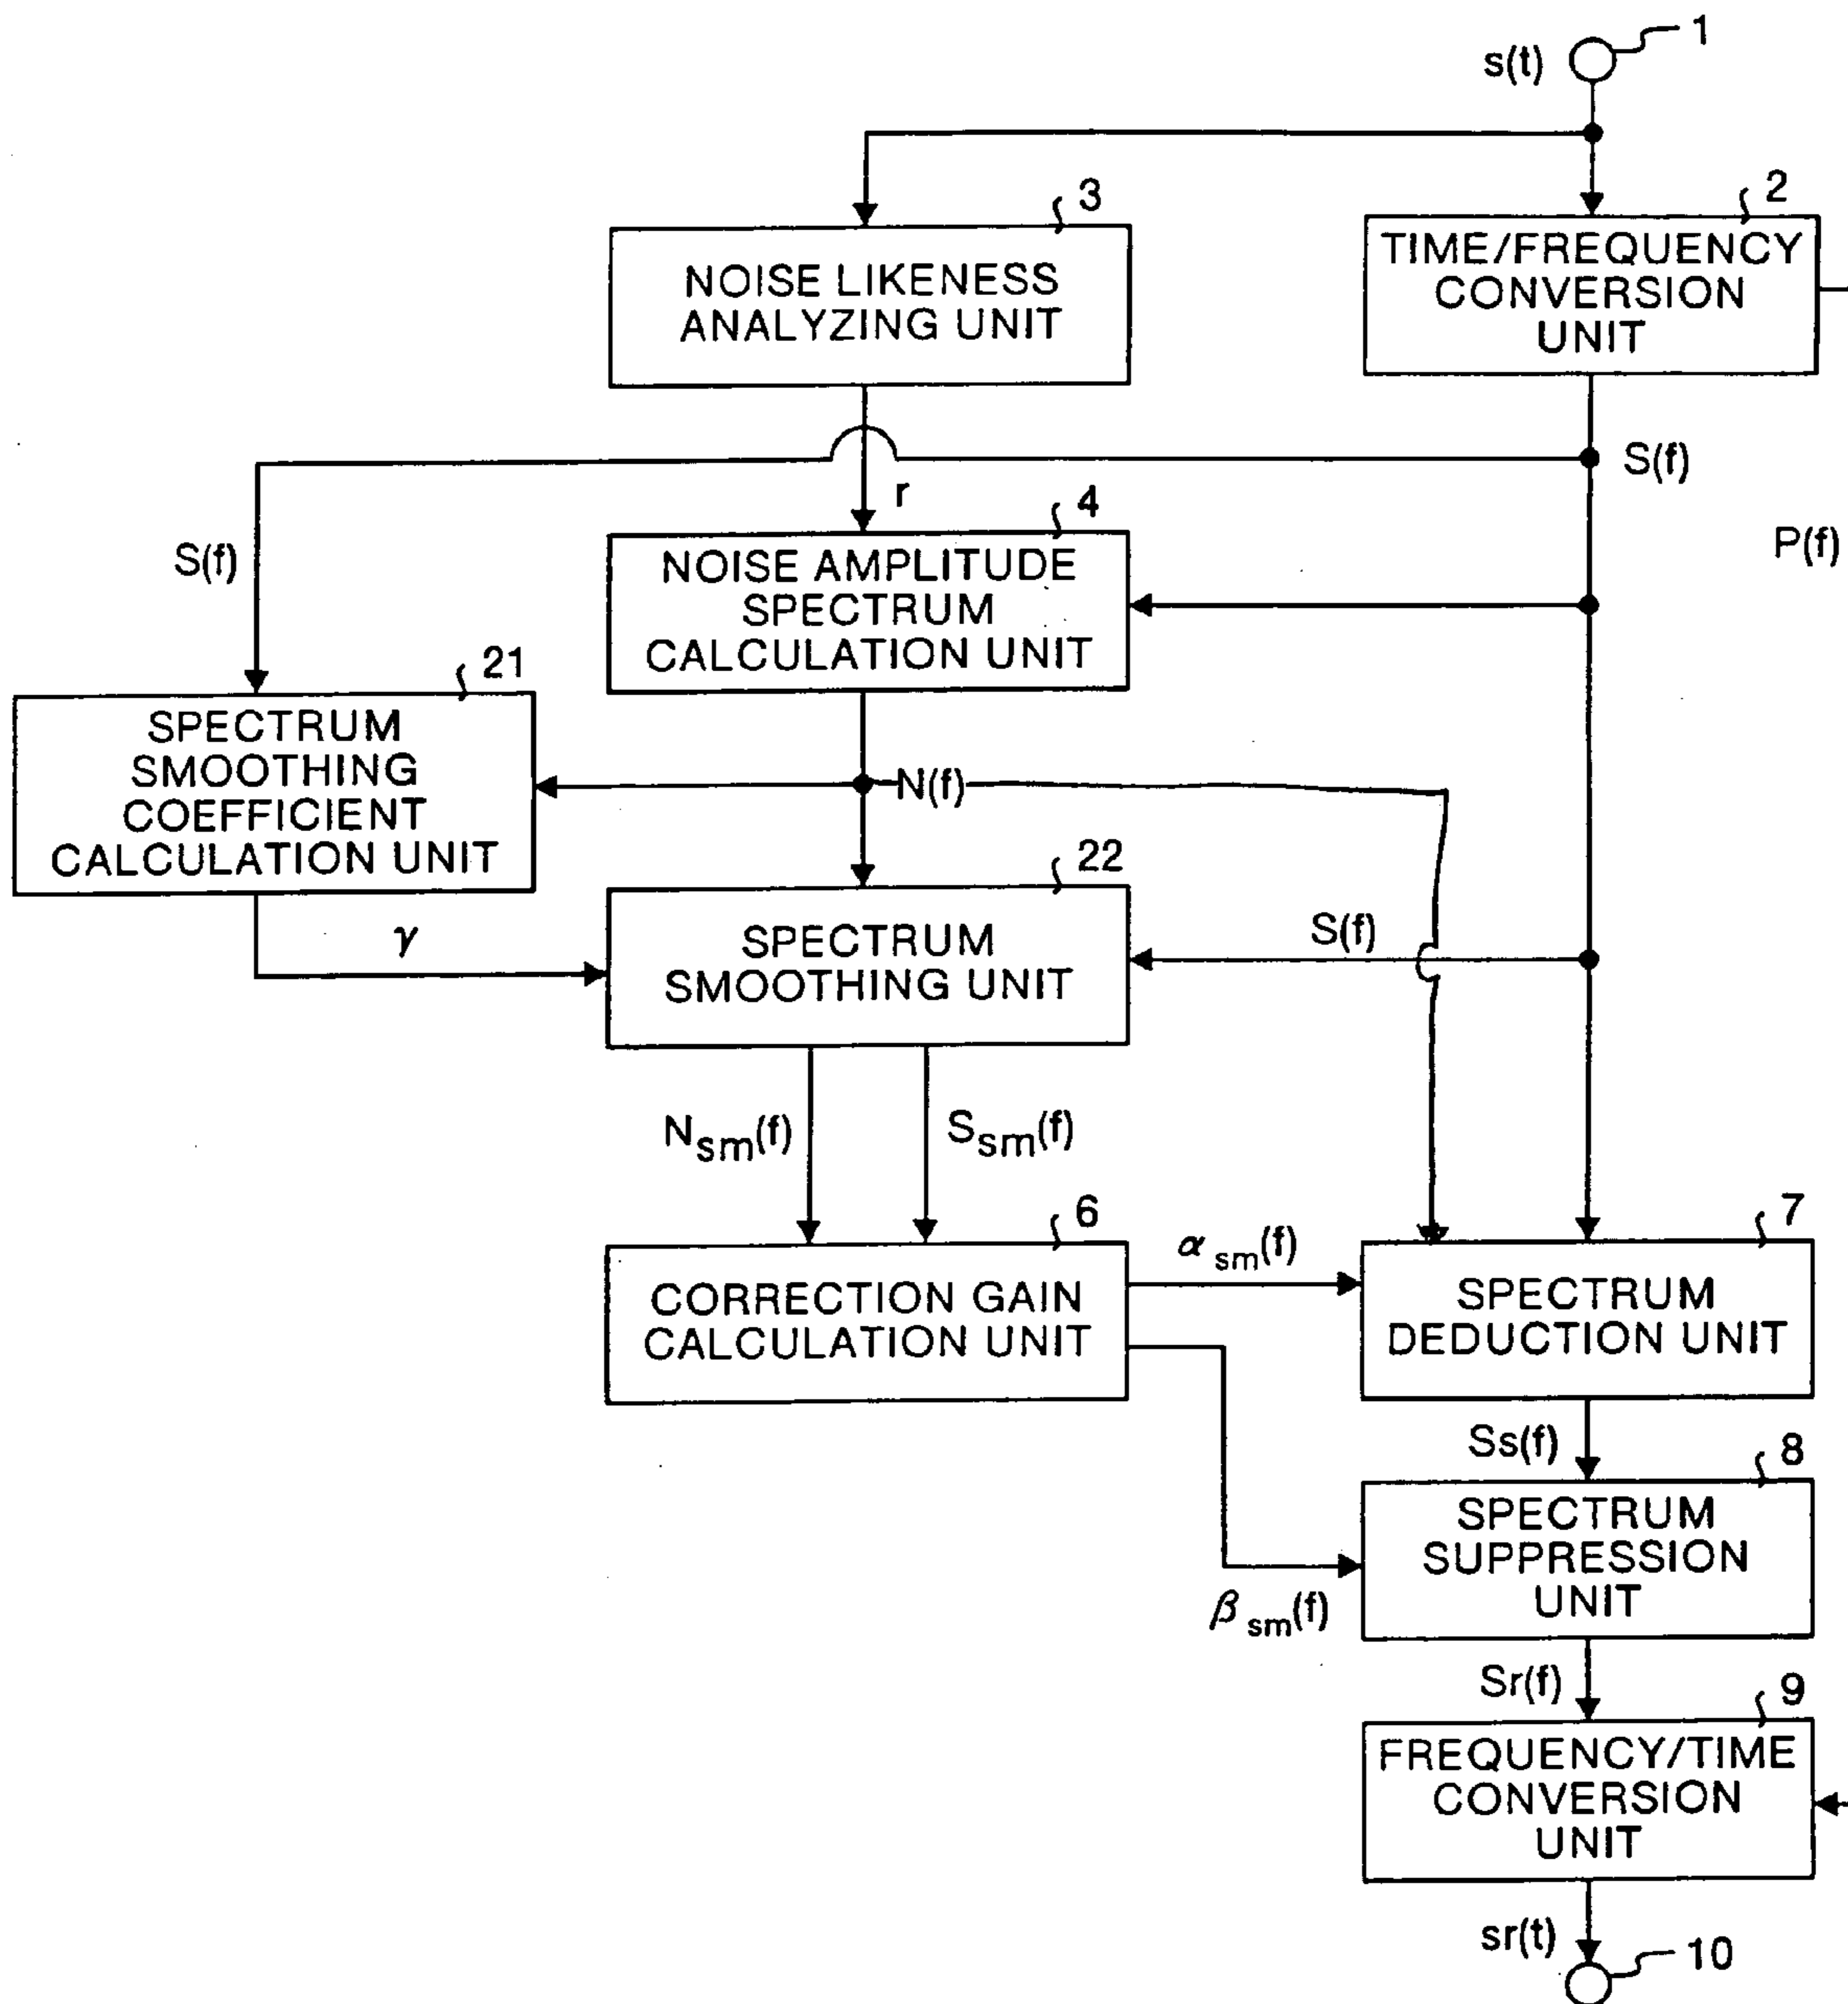 1
s(t)
2
3
TIME/FREQUENCY
CONVERSION
UNIT
NOISE LIKENESS
ANALYZING UNIT
S(f)
r
4
P(f)
S(f)
NOISE AMPLITUDE
SPECTRUM
CALCULATION UNIT
21
SPECTRUM
SMOOTHING
COEFFICIENT
CALCULATION UNIT
N(f)
22
γ
SPECTRUM
SMOOTHING UNIT
S(f)
Nsm(f)
Ssm(f)
6
7
αsm(f)
CORRECTION GAIN
CALCULATION UNIT
SPECTRUM
DEDUCTION UNIT
Ss(f)
8
SPECTRUM
SUPPRESSION
UNIT
βsm(f)
Sr(f)
9
FREQUENCY/TIME
CONVERSION
UNIT
sr(t)
10